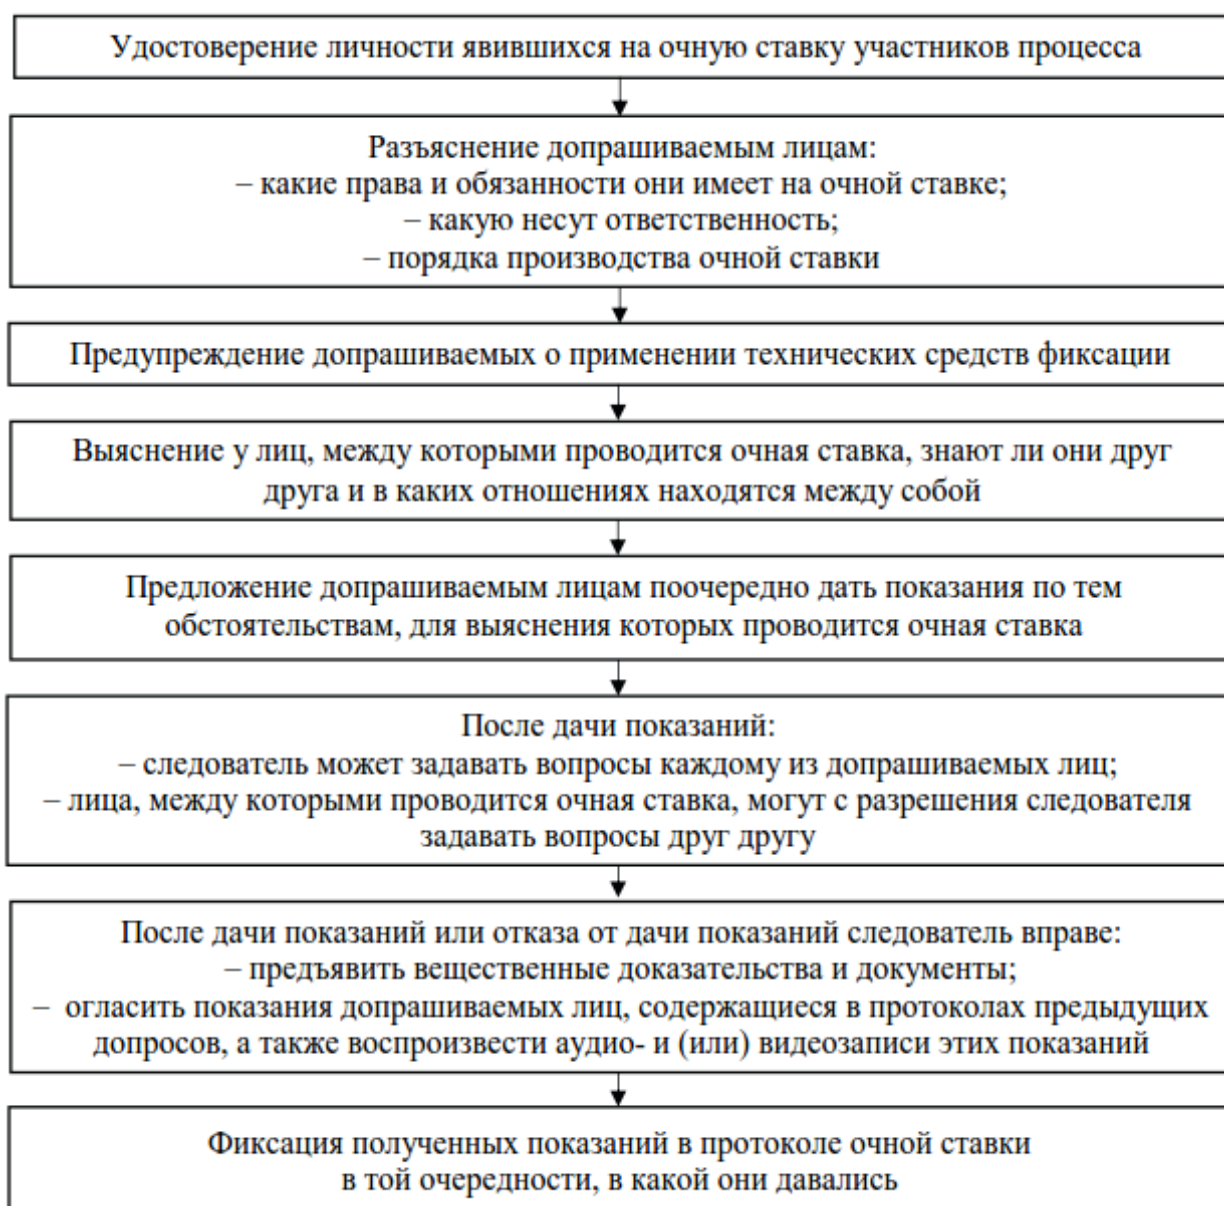 Удостоверение личности явившихся на очную ставку участников процесса
Разъяснение допрашиваемым лицам:
– какие права и обязанности они имеет на очной ставке;
– какую несут ответственность;
– порядка производства очной ставки
Предупреждение допрашиваемых о применении технических средств фиксации
Выяснение у лиц, между которыми проводится очная ставка, знают ли они друг
друга и в каких отношениях находятся между собой
Предложение допрашиваемым лицам поочередно дать показания по тем
обстоятельствам, для выяснения которых проводится очная ставка
После дачи показаний:
– следователь может задавать вопросы каждому из допрашиваемых лиц;
– лица, между которыми проводится очная ставка, могут с разрешения следователя
задавать вопросы друг другу
После дачи показаний или отказа от дачи показаний следователь вправе:
– предъявить вещественные доказательства и документы;
– огласить показания допрашиваемых лиц, содержащиеся в протоколах предыдущих
допросов, а также воспроизвести аудио- и (или) видеозаписи этих показаний
Фиксация полученных показаний в протоколе очной ставки
в той очередности, в какой они давались